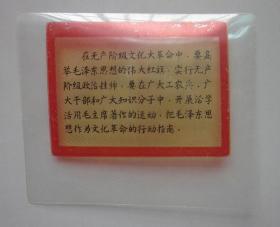 在无产阶级文化大革命中，要高
举毛泽东思想的伟大红旗，实行无产
阶级政治挂帅，要在广大工农兵、广
大干部和广大知识分子中，开展活学
活用毛主席著作的运动，把毛泽东思
想作为文化革命的行动指南。